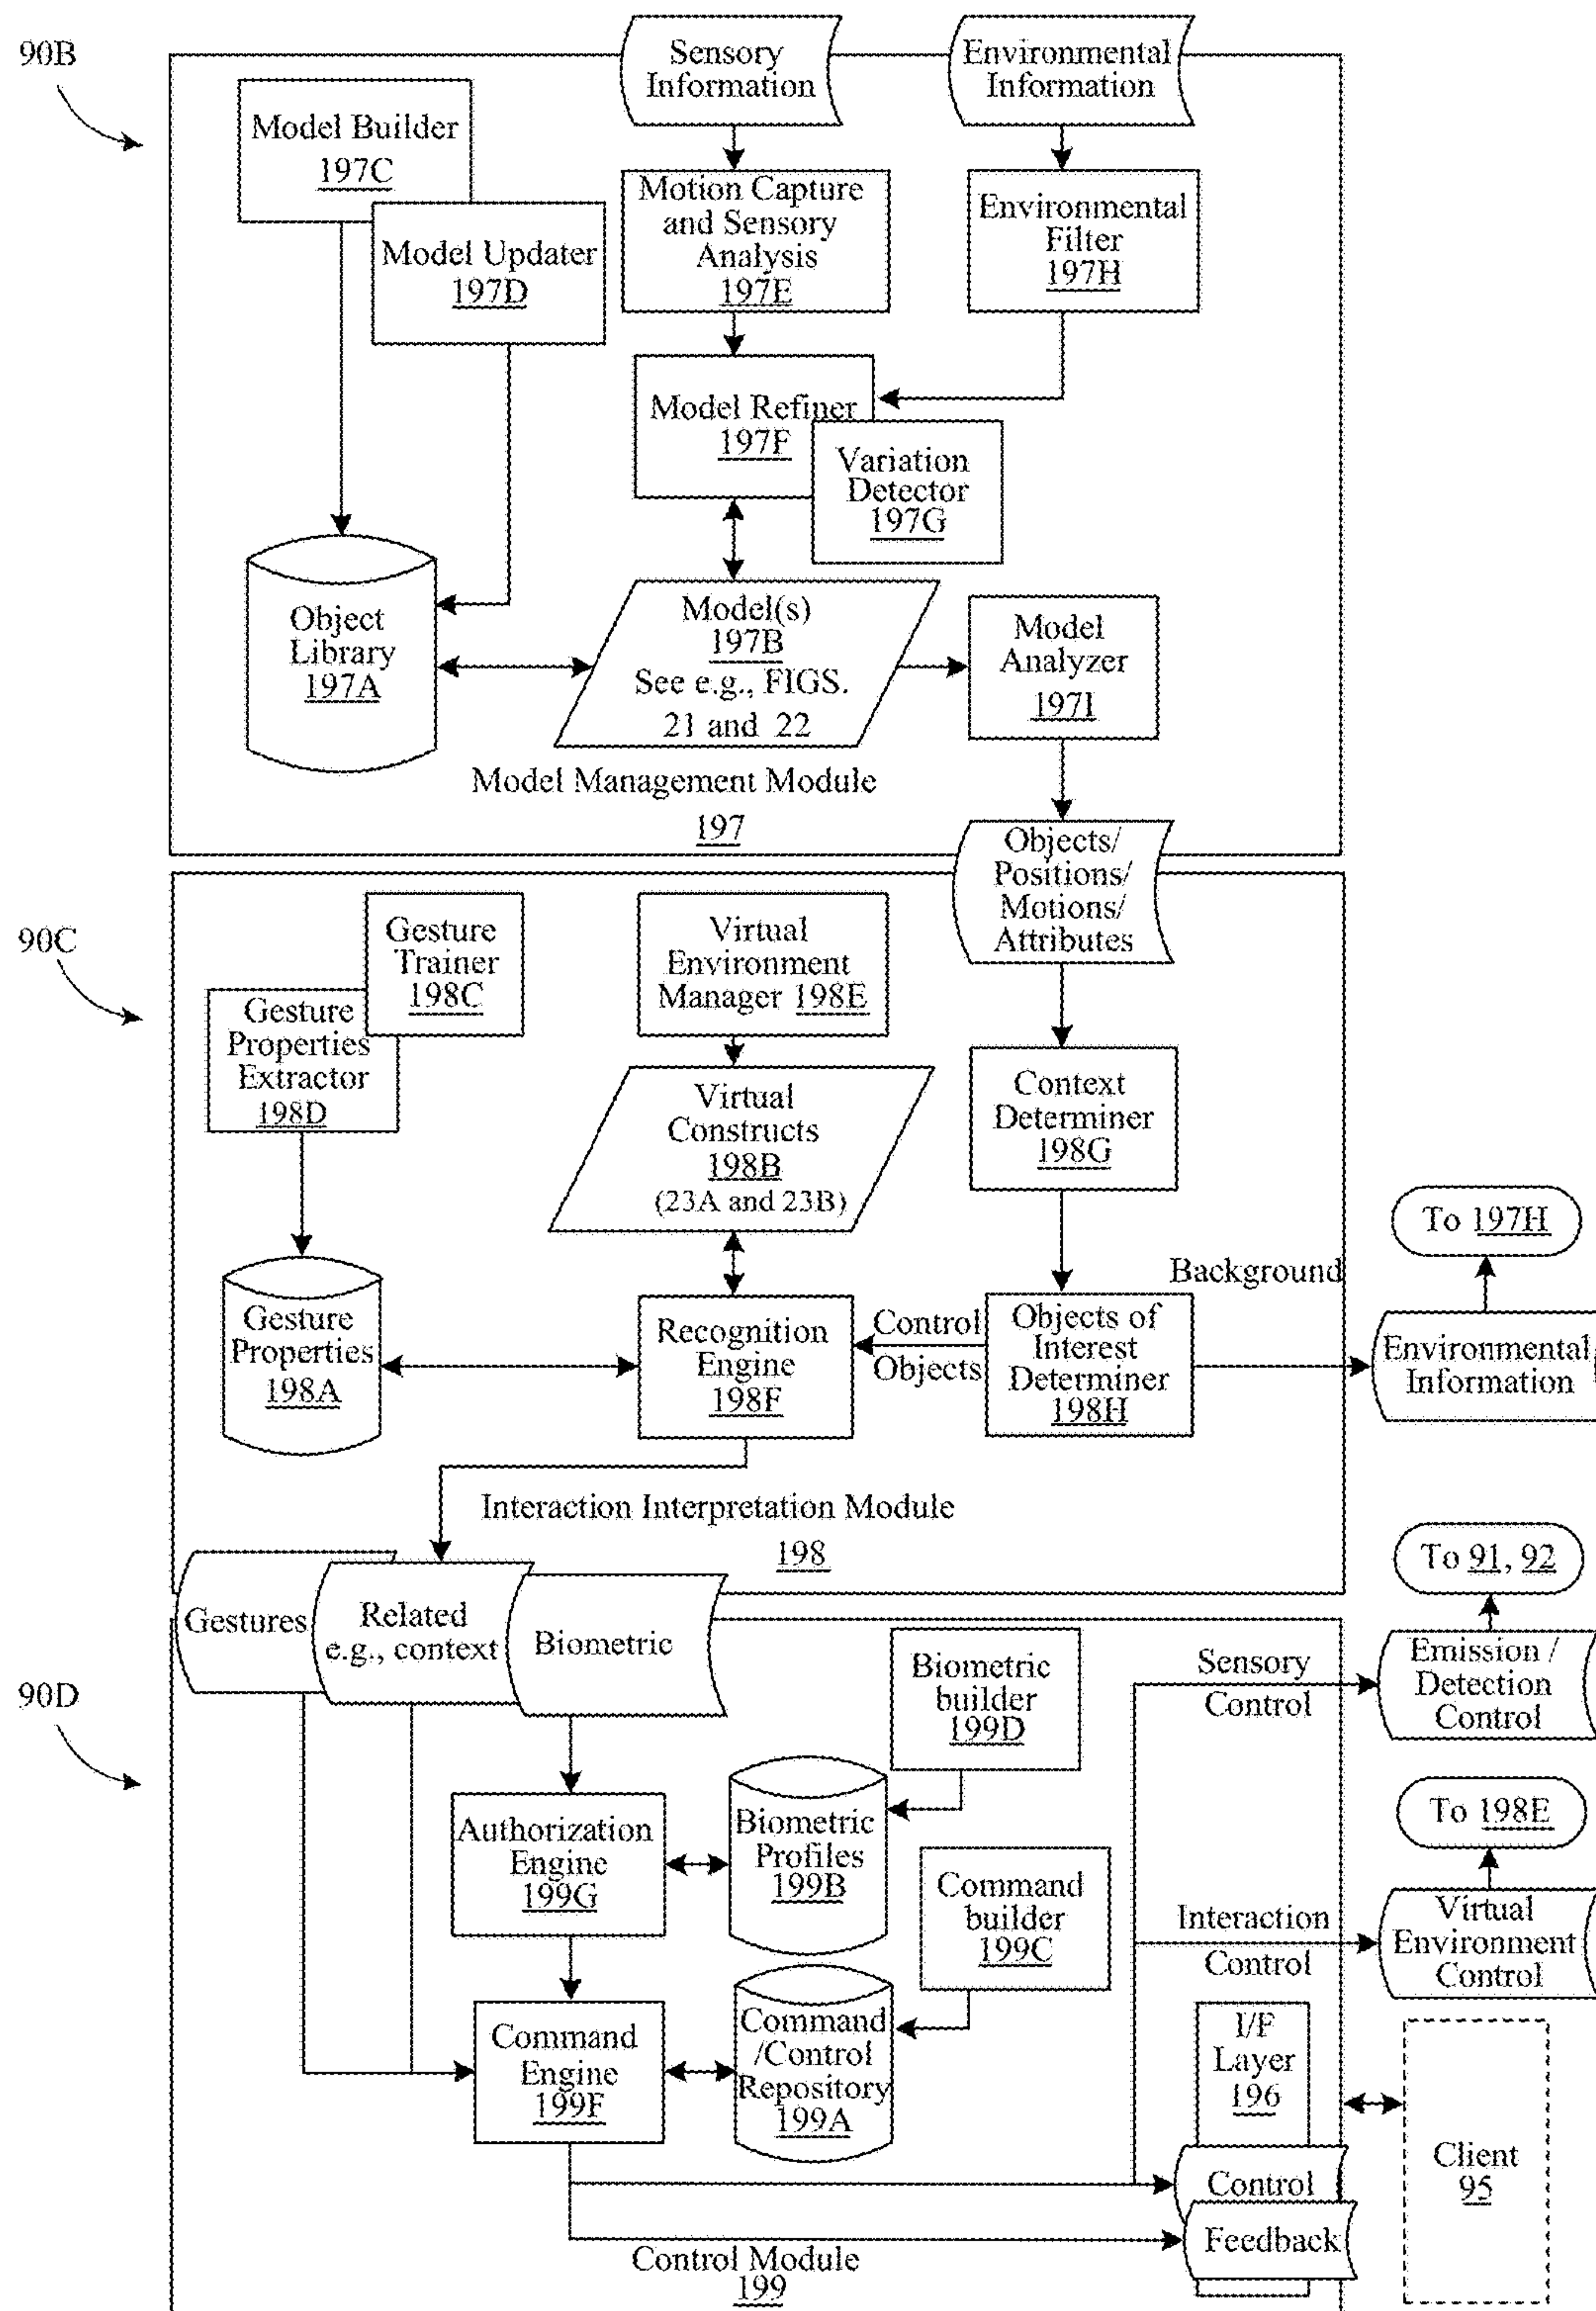 90B
Sensory
Information
Environmental
Information
Model Builder
197C
Model Updater
197D
Motion Capture
and Sensory
Analysis
197E
Environmental
Filter
197H
Model Refiner
197F
Variation
Detector
197G
Object
Library
197A
Model(s)
197B
See e.g., FIGS.
21 and 22
Model
Analyzer
197I
Model Management Module
197
Objects/
Positions/
Motions/
Attributes
90C
Gesture
Trainer
198C
Gesture
Properties
Extractor
198D
Virtual
Environment
Manager 198E
Virtual
Constructs
198B
(23A and 23B)
Context
Determiner
198G
To 197H
Background
Gesture
Properties
198A
Recognition
Engine
198F
Control
Objects
Objects of
Interest
Determiner
198H
Environmental
Information
Interaction Interpretation Module
198
To 91, 92
Gestures
Related
e.g., context
Biometric
90D
Biometric
builder
199D
Sensory
Control
Emission /
Detection
Control
Authorization
Engine
199G
Biometric
Profiles
199B
To 198E
Command
builder
199C
Interaction
Control
Virtual
Environment
Control
Command
Engine
199F
Command
/Control
Repository
199A
I/F
Layer
196
Control
Feedback
Client
95
Control Module
199